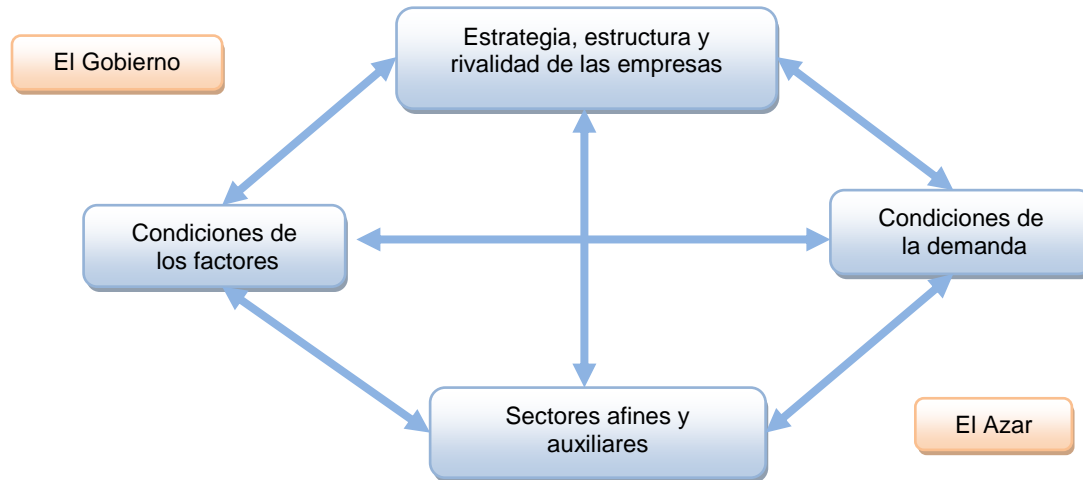 Estrategia, estructura y
rivalidad de las empresas
El Gobierno
Condiciones de
los factores
Condiciones de
la demanda
Sectores afines y
auxiliares
El Azar